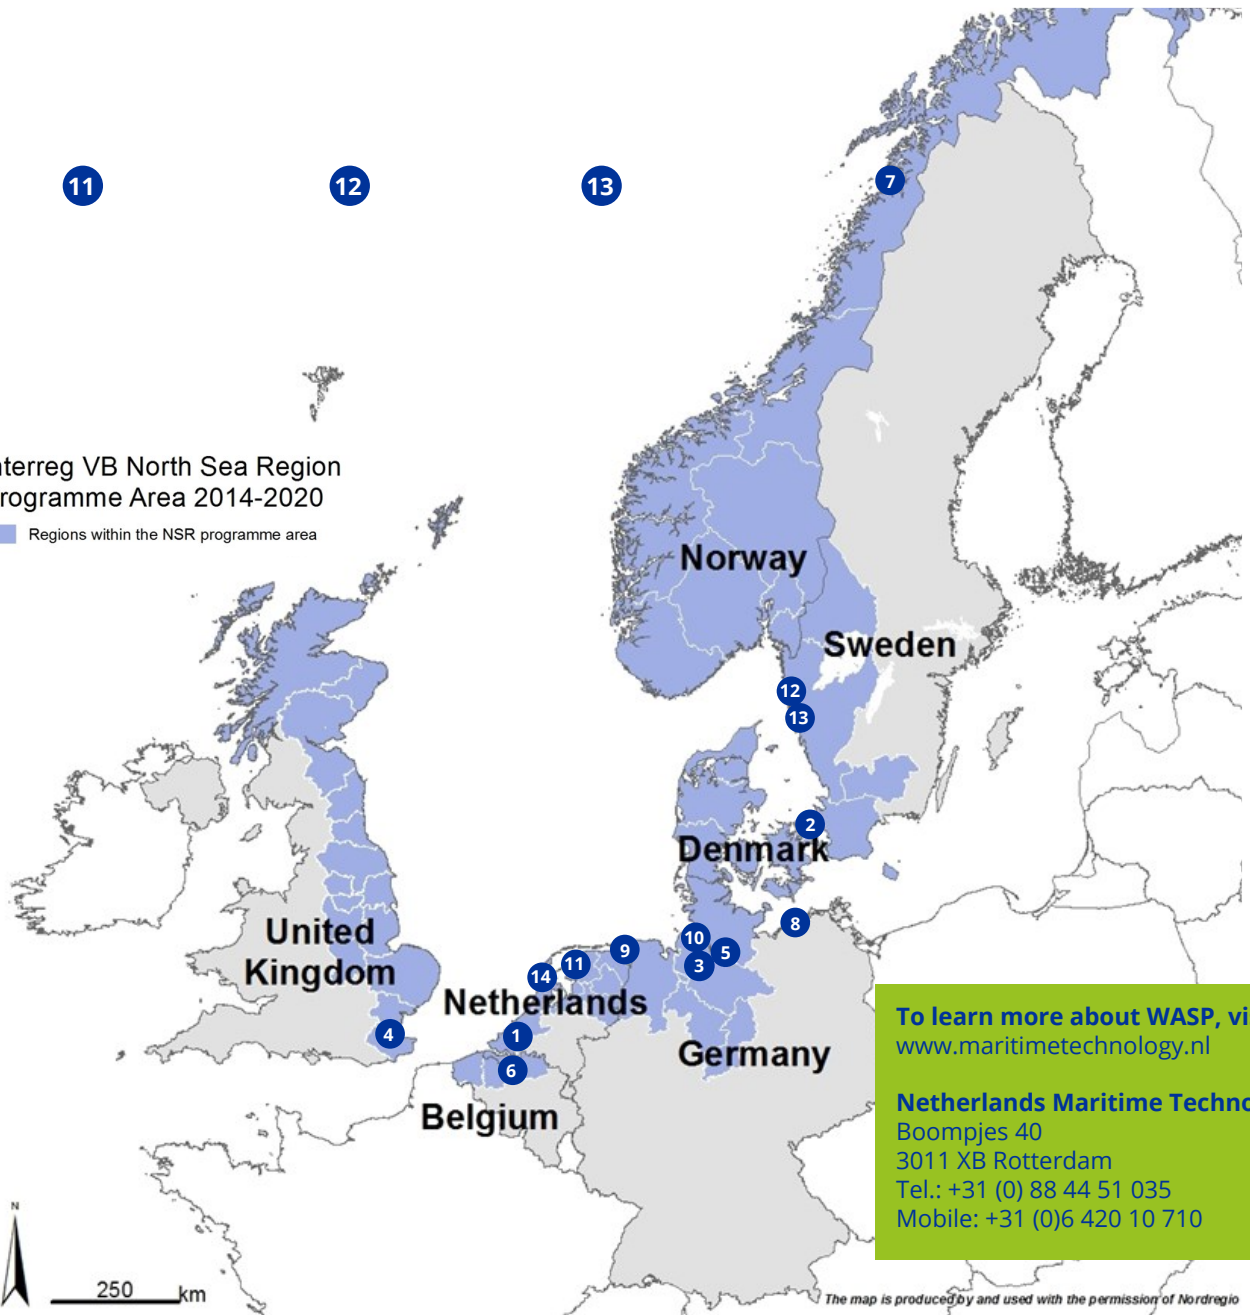 11 12 13
7
nterreg VB North Sea Region
rogramme Area 2014-2020
Regions within the NSR programme area
Norway
Sweden
12
13
2
Denmark
United
Kingdom
8
10
5
3
9
11
14
Netherlands
4
1
6
Germany
Belgium
To learn more about WASP, vi
www.maritimetechnology.nl
Netherlands Maritime Techno
Boompjes 40
3011 XB Rotterdam
Tel.: +31 (0) 88 44 51 035
Mobile: +31 (0)6 420 10 710
N
250 km
The map is produced by and used with the permission of Nordregio